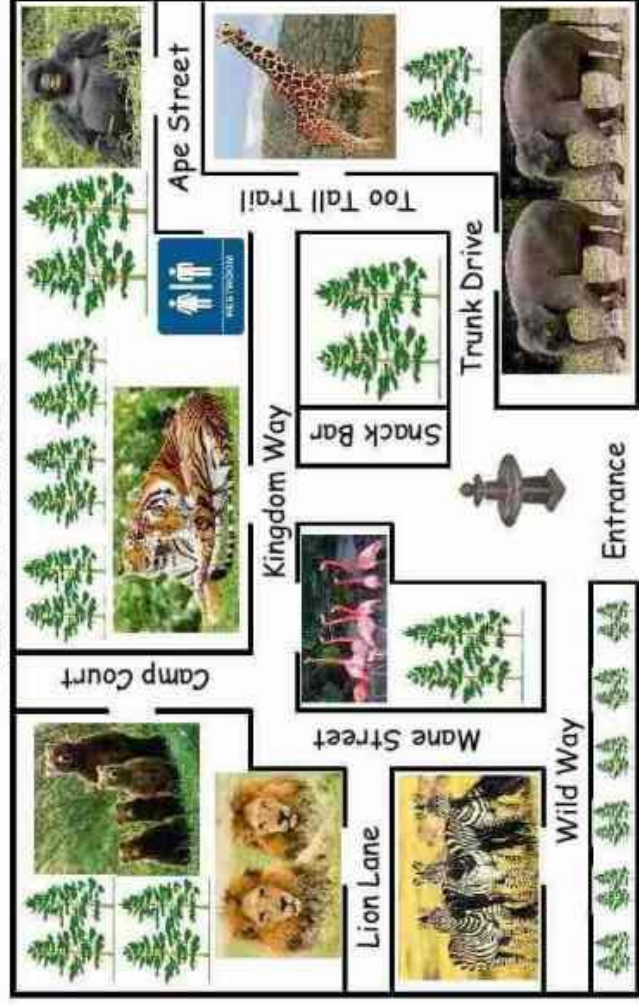 Ape Street
Too Tall Trail
RESTROOMS
Trunk Drive
Snack Bar
Kingdom Way
Entrance
Camp Court
Mane Street
Wild Way
Lion Lane